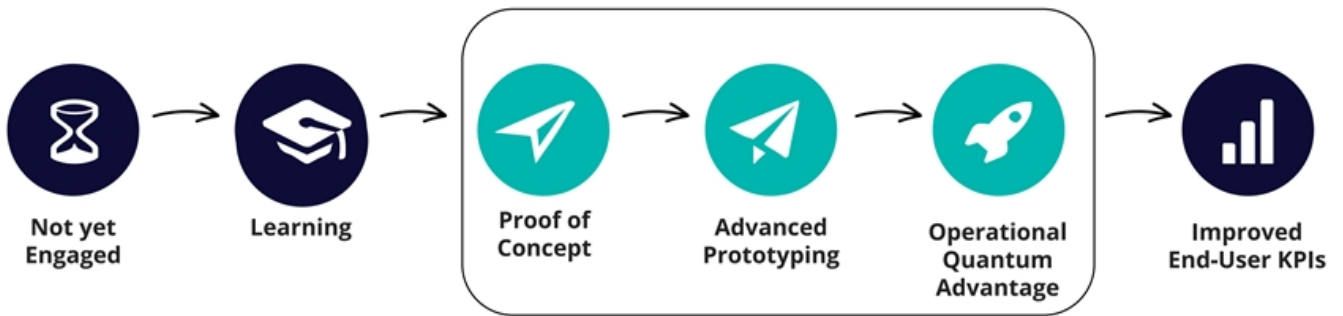 Not yet
Engaged
Learning
Proof of
Concept
Advanced
Prototyping
Operational
Quantum
Advantage
Improved
End-User KPIs